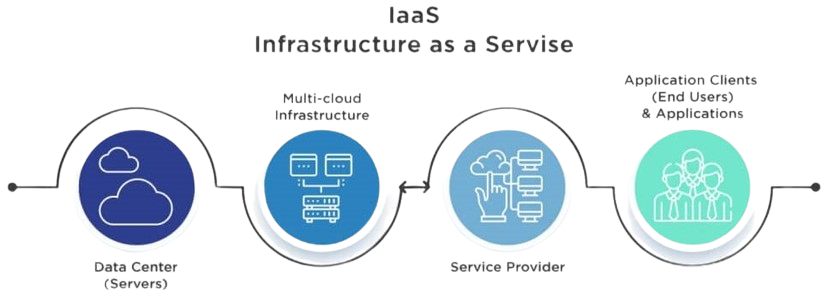 IaaS
Infrastructure as a Servise
Multi-cloud
Infrastructure
Application Clients
(End Users)
& Applications
Data Center
(Servers)
Service Provider